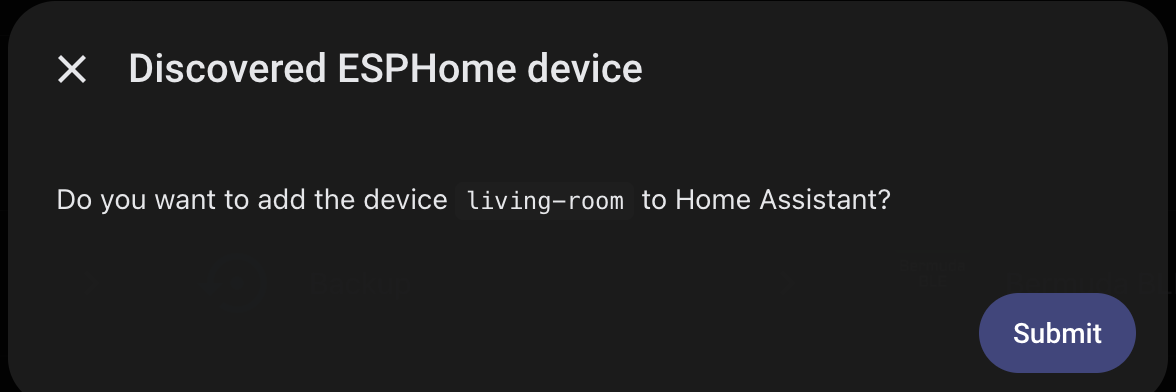 Discovered ESPHome device
Do you want to add the device living-room to Home Assistant?
Submit